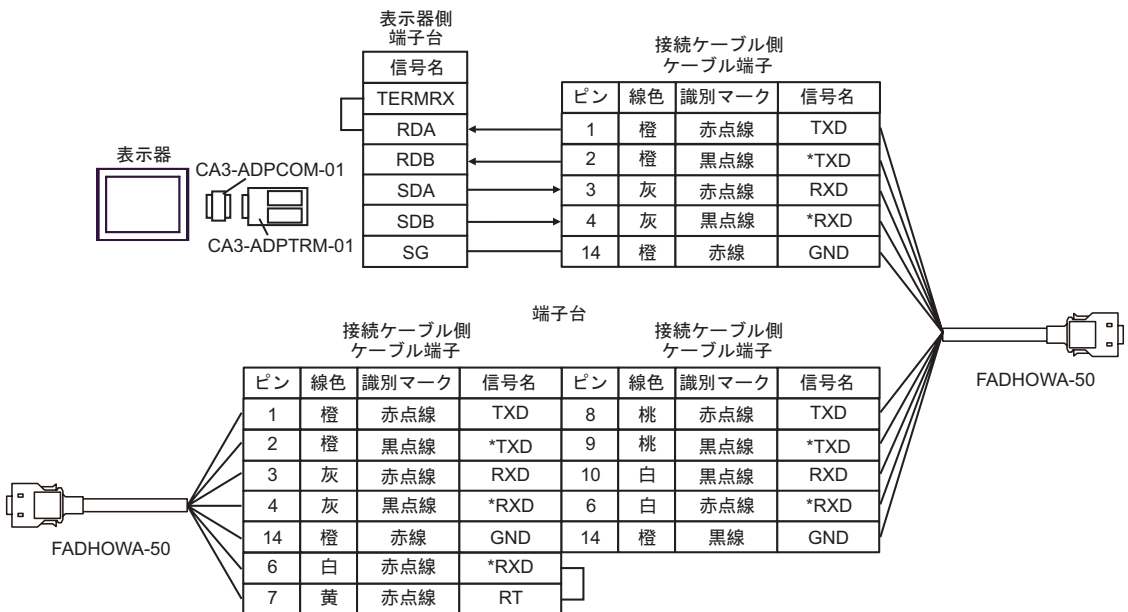 表示器側
端子台
信号名
TERMRX
RDA
RDB
SDA
SDB
SG
接続ケーブル側
ケーブル端子
ピン 線色 識別マーク 信号名
1 橙 赤点線 TXD
2 橙 黒点線 *TXD
3 灰 赤点線 RXD
4 灰 黒点線 *RXD
14 橙 赤線 GND
表示器
CA3-ADPCOM-01
CA3-ADPTRM-01
FADHOWA-50
端子台
接続ケーブル側
ケーブル端子
ピン 線色 識別マーク 信号名
1 橙 赤点線 TXD
2 橙 黒点線 *TXD
3 灰 赤点線 RXD
4 灰 黒点線 *RXD
14 橙 赤線 GND
6 白 赤点線 *RXD
7 黄 赤点線 RT
接続ケーブル側
ケーブル端子
ピン 線色 識別マーク 信号名
8 桃 赤点線 TXD
9 桃 黒点線 *TXD
10 白 黒点線 RXD
6 白 赤点線 *RXD
14 橙 黒線 GND
FADHOWA-50